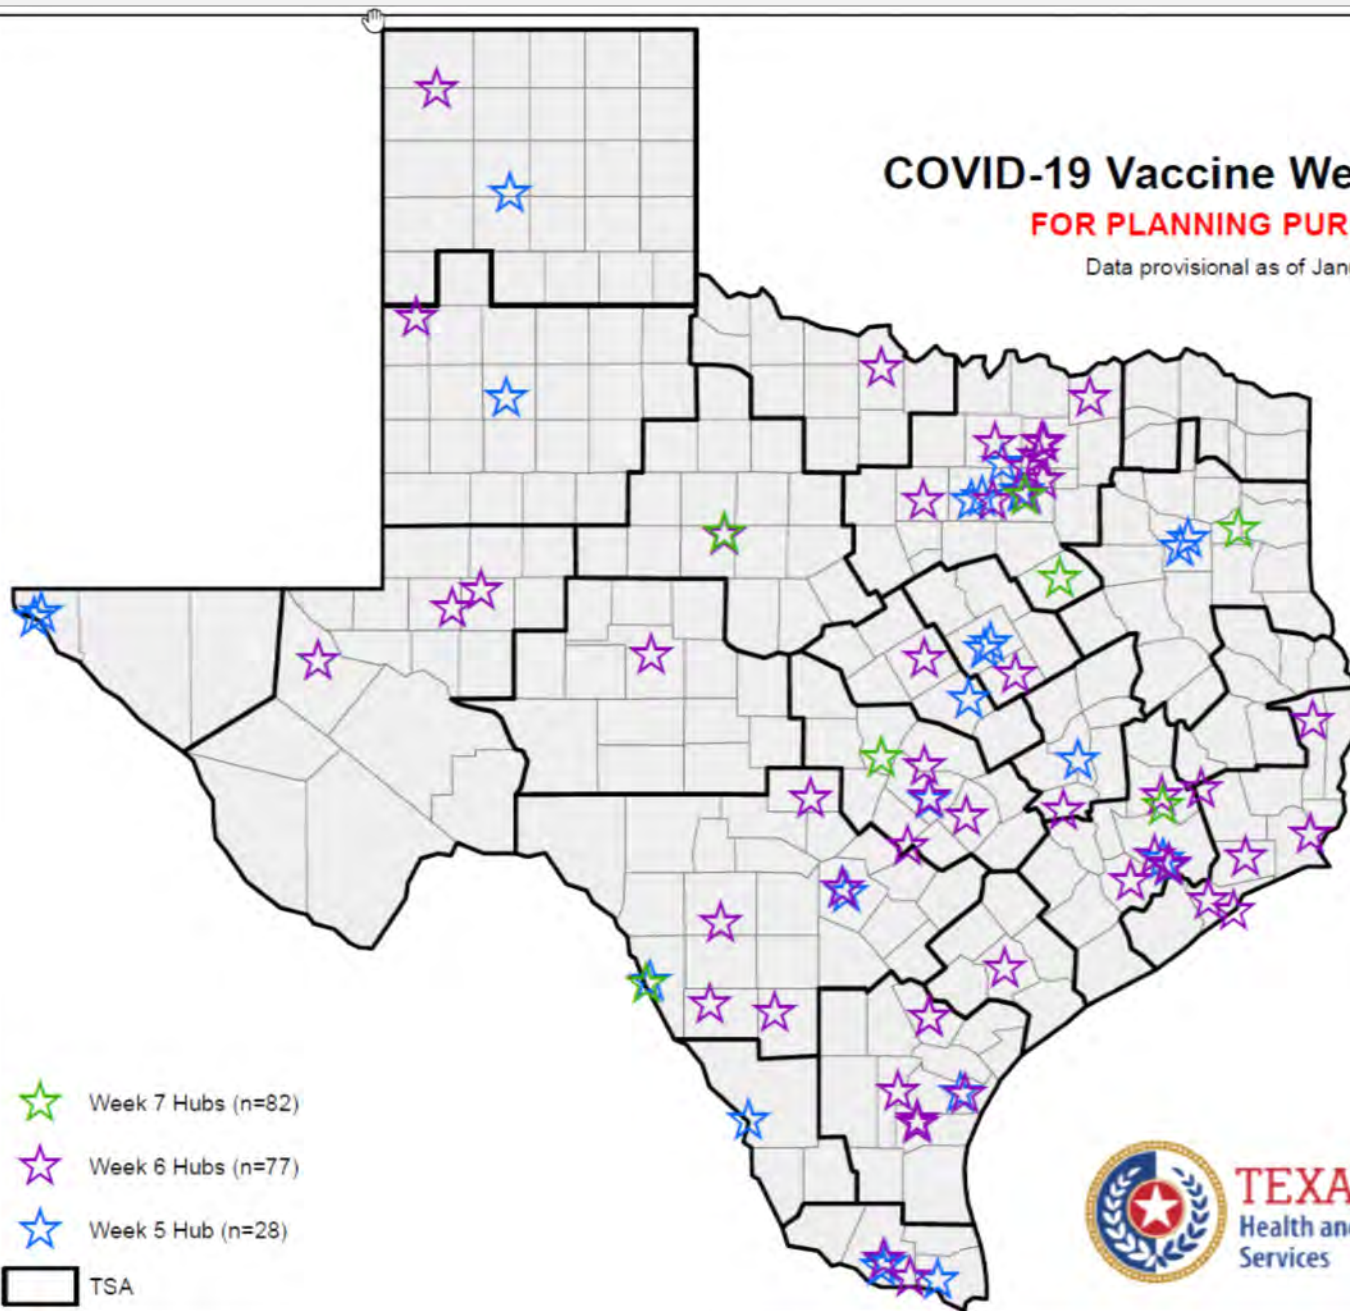 COVID-19 Vaccine We
FOR PLANNING PUR
Data provisional as of Jan
Week 7 Hubs (n=82)
Week 6 Hubs (n=77)
Week 5 Hub (n=28)
TSA
TEXA
Health and
Services